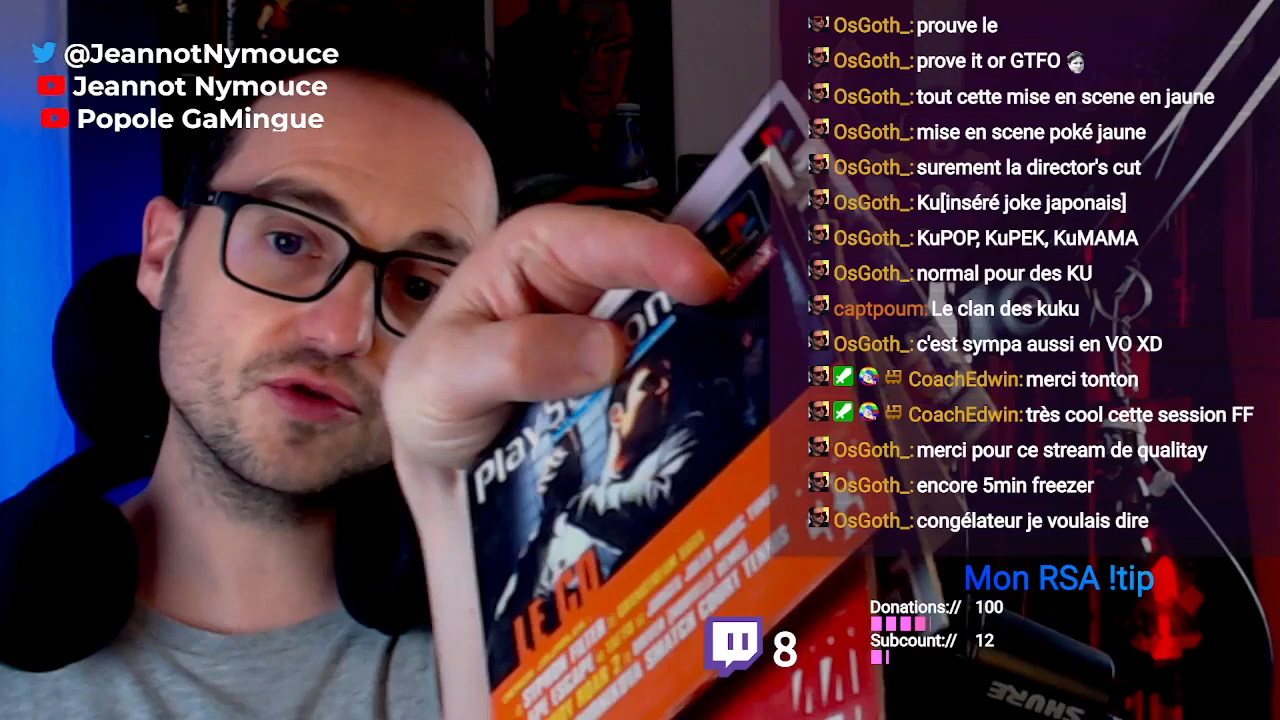 @JeannotNymouce
Jeannot Nymouce
Popole GaMingue
OsGoth_: prouve le
OsGoth_: prove it or GTFO
OsGoth_: tout cette mise en scene en jaune
OsGoth_: mise en scene poké jaune
OsGoth_: surement la director's cut
OsGoth_: Ku[inséré joke japonais]
OsGoth_: KuPOP, KuPEK, KuMAMA
OsGoth_: normal pour des KU
captpoum: Le clan des kuku
OsGoth_: c'est sympa aussi en VO XD
CoachEdwin: merci tonton
CoachEdwin: très cool cette session FF
OsGoth_: merci pour ce stream de qualitay
OsGoth_: encore 5min freezer
OsGoth_: congélateur je voulais dire
Mon RSA !tip
Donations:// 100
Subcount:// 12
8
SHURE